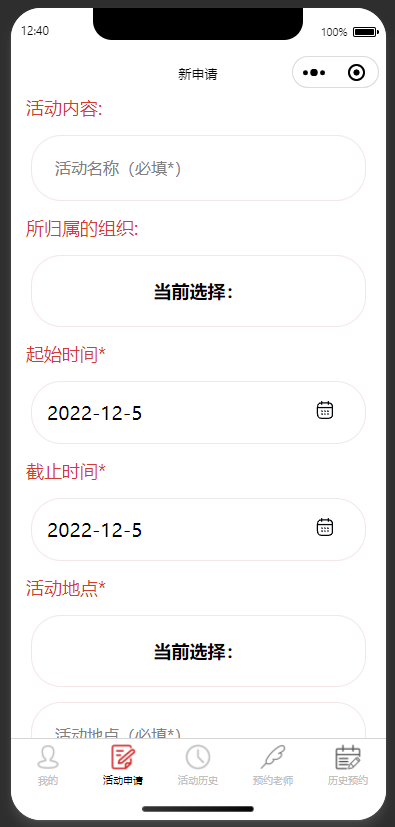 12:40
100%
新申请
活动内容:
活动名称（必填*）
所归属的组织:
当前选择：
起始时间*
2022-12-5
截止时间*
2022-12-5
活动地点*
当前选择：
活动地点（必填*）
我的
活动申请
活动历史
预约老师
历史预约